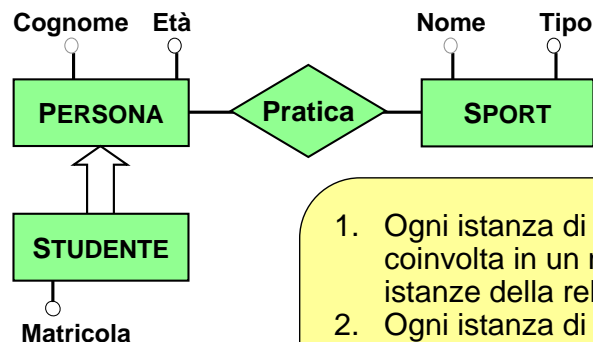 Cognome Età Nome Tipo
PERSONA Pratica SPORT
STUDENTE
Matricola
1. Ogni istanza di
coinvolta in un
istanze della
2. Ogni istanza di